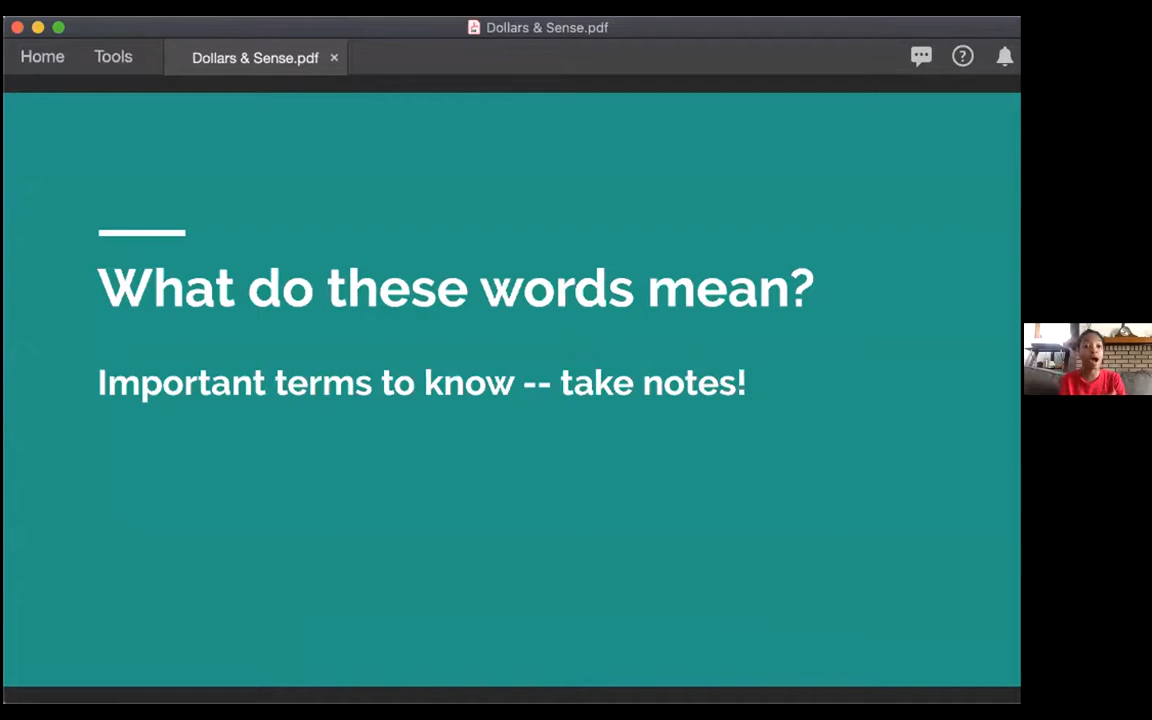 Dollars & Sense.pdf
Home Tools Dollars & Sense.pdf ×
What do these words mean?
Important terms to know -- take notes!